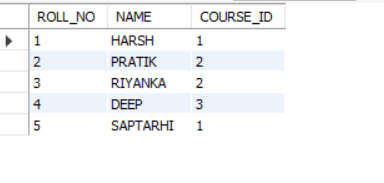 ROLL_NO NAME COURSE_ID
1 HARSH 1
2 PRATIK 2
3 RIYANKA 2
4 DEEP 3
5 SAPTARHI 1